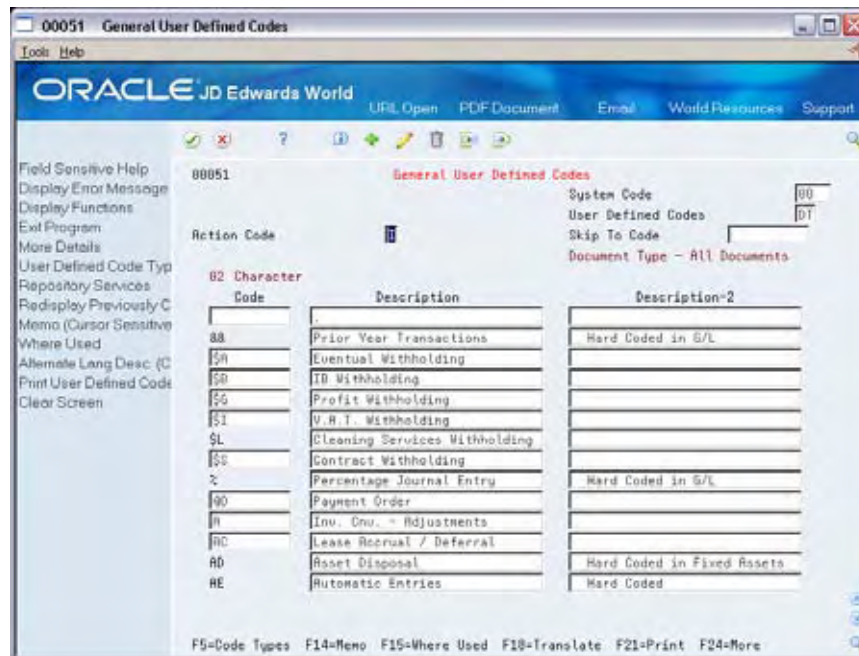 00051 General User Defined Codes
Tools Help
ORACLE JD Edwards World
URL Open PDF Document Email World Resources Support
Field Sensitive Help
Display Error Message
Display Functions
Exit Program
More Details
User Defined Code Typ
Repository Services
Redisplay Previously C
Memo (Cursor Sensitive
Where Used
Alternate Lang Desc (C
Print User Defined Code
Clear Screen
00051 General User Defined Codes
System Code 00
User Defined Codes DT
Action Code I Skip To Code
Document Type - All Documents
02 Character
Code Description Description-2
.
&& Prior Year Transactions Hard Coded in G/L
$A Eventual Withholding
IB Withholding
$G Profit Withholding
$I V.A.T. Withholding
$L Cleaning Services Withholding
$S Contract Withholding
% Percentage Journal Entry Hard Coded in G/L
Payment Order
A Inv. Cnv. - Adjustments
AC Lease Accrual / Deferral
AD Asset Disposal Hard Coded in Fixed Assets
AE Automatic Entries Hard Coded
F5=Code Types F14=Memo F15=Where Used F18=Translate F21=Print F24=More